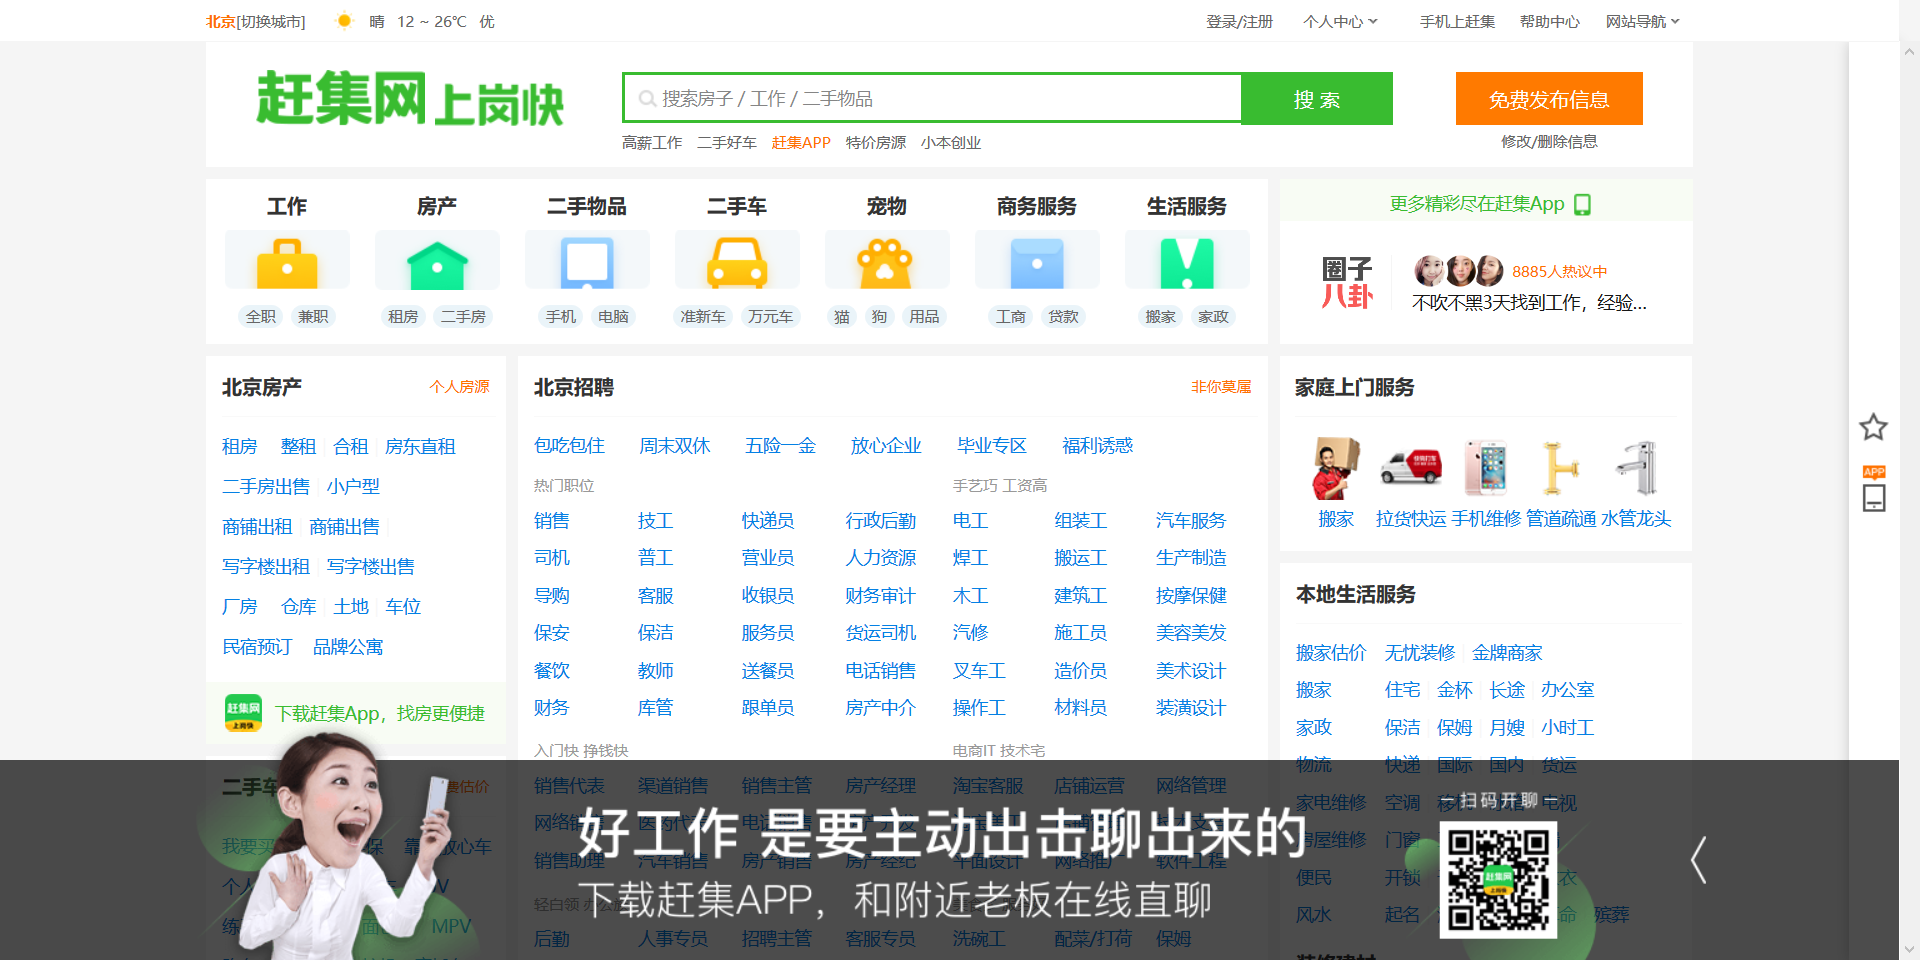 北京[切换城市] 晴 12 ~ 26℃ 优 登录/注册 个人中心 手机上赶集 帮助中心 网站导航
赶集网 上岗快
搜索房子 / 工作 / 二手物品 搜 索 免费发布信息
高薪工作 二手好车 赶集APP 特价房源 小本创业 修改/删除信息
工作 房产 二手物品 二手车 宠物 商务服务 生活服务
全职 兼职 租房 二手房 手机 电脑 准新车 万元车 猫 狗 用品 工商 贷款 搬家 家政
更多精彩尽在赶集App
圈子
八卦
8885人热议中
不吹不黑3天找到工作，经验...
北京房产 个人房源
租房 整租 合租 房东直租
二手房出售 小户型
商铺出租 商铺出售
写字楼出租 写字楼出售
厂房 仓库 土地 车位
民宿预订 品牌公寓
赶集网
上岗快
下载赶集App，找房更便捷
北京招聘 非你莫属
包吃包住 周末双休 五险一金 放心企业 毕业专区 福利诱惑
热门职位 手艺巧 工资高
销售 技工 快递员 行政后勤 电工 组装工 汽车服务
司机 普工 营业员 人力资源 焊工 搬运工 生产制造
导购 客服 收银员 财务审计 木工 建筑工 按摩保健
保安 保洁 服务员 货运司机 汽修 施工员 美容美发
餐饮 教师 送餐员 电话销售 叉车工 造价员 美术设计
财务 库管 跟单员 房产中介 操作工 材料员 装潢设计
入门快 挣钱快 电商IT 技术宅
销售代表 渠道销售 销售主管 房产经理 淘宝客服 店铺运营 网络管理
销售助理 汽车销售 房产销售 房产经纪 平面设计 网络推广 软件工程
后勤 人事专员 招聘主管 客服专员 洗碗工 配菜/打荷 保姆
家庭上门服务
搬家 拉货快运 手机维修 管道疏通 水管龙头
本地生活服务
搬家估价 无忧装修 金牌商家
搬家 住宅 金杯 长途 办公室
家政 保洁 保姆 月嫂 小时工
物流 快递 国际 国内 货运
家电维修 空调
房屋维修 门窗
便民 开锁
风水 起名 殡葬
APP
二手车
MPV
好工作 是要主动出击聊出来的
下载赶集APP，和附近老板在线直聊
扫码开聊
赶集网
上岗快